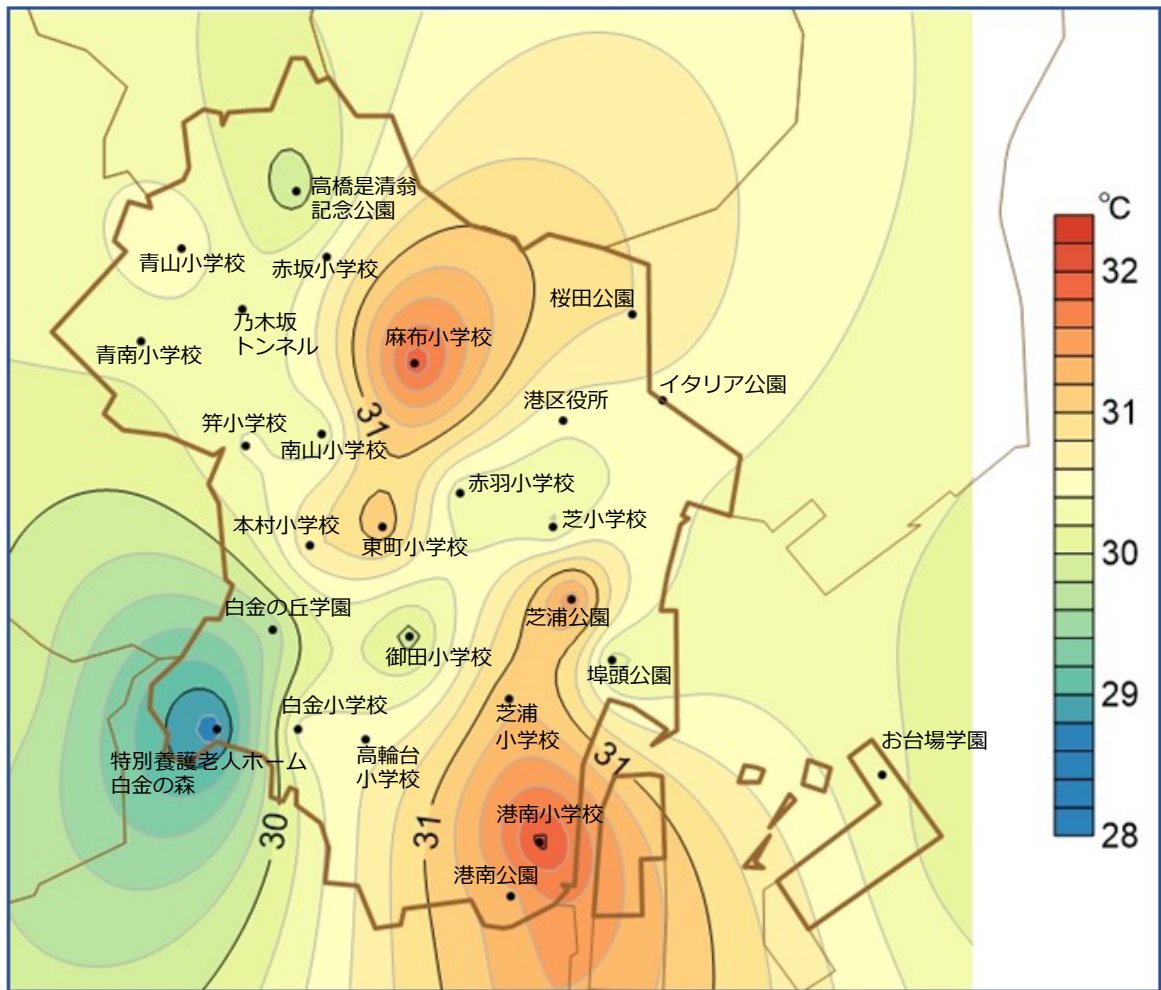 高橋是清翁
記念公園
青山小学校
赤坂小学校
乃木坂
トンネル
青南小学校
麻布小学校
桜田公園
イタリア公園
港区役所
31
笄小学校
南山小学校
赤羽小学校
芝小学校
本村小学校
東町小学校
白金の丘学園
芝浦公園
御田小学校
埠頭公園
白金小学校
芝浦
小学校
高輪台
小学校
特別養護老人ホーム
白金の森
お台場学園
31
港南小学校
30
31
港南公園
℃
32
31
30
29
28